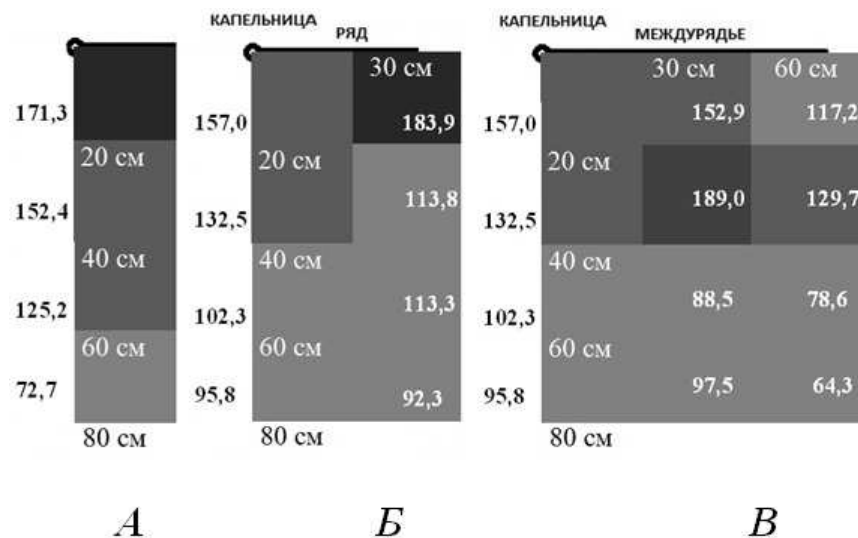 КАПЕЛЬНИЦА
РЯД
КАПЕЛЬНИЦА
МЕЖДУРЯДЬЕ
30 см
30 см
60 см
171,3
157,0
183,9
157,0
152,9
117,2
20 см
20 см
20 см
152,4
132,5
113,8
132,5
189,0
129,7
40 см
40 см
40 см
125,2
102,3
113,3
102,3
88,5
78,6
60 см
60 см
60 см
72,7
95,8
92,3
95,8
97,5
64,3
80 см
80 см
80 см
А
Б
В